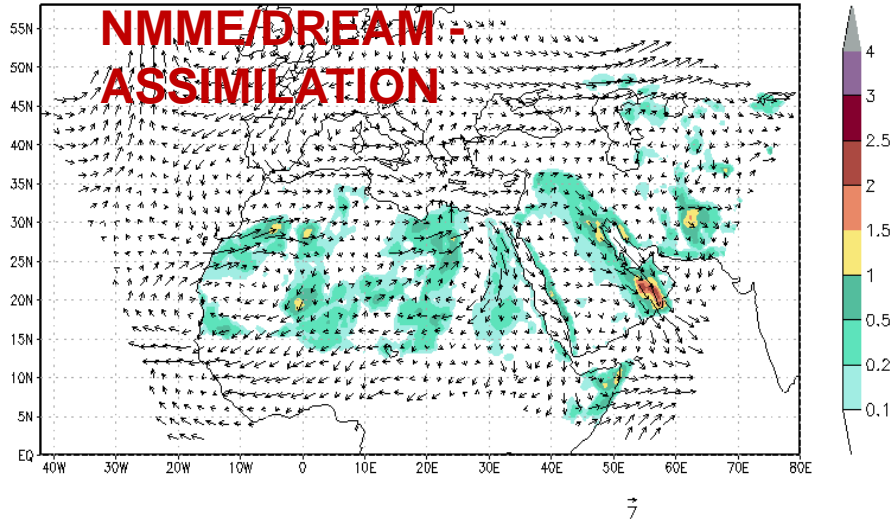 NMME/DREAM -
ASSIMILATION
55N
50N
45N
40N
35N
30N
25N
20N
15N
10N
5N
EQ
40W 30W 20W 10W 0 10E 20E 30E 40E 50E 60E 70E 80E
4
3
2.5
2
1.5
1
0.5
0.2
0.1
7